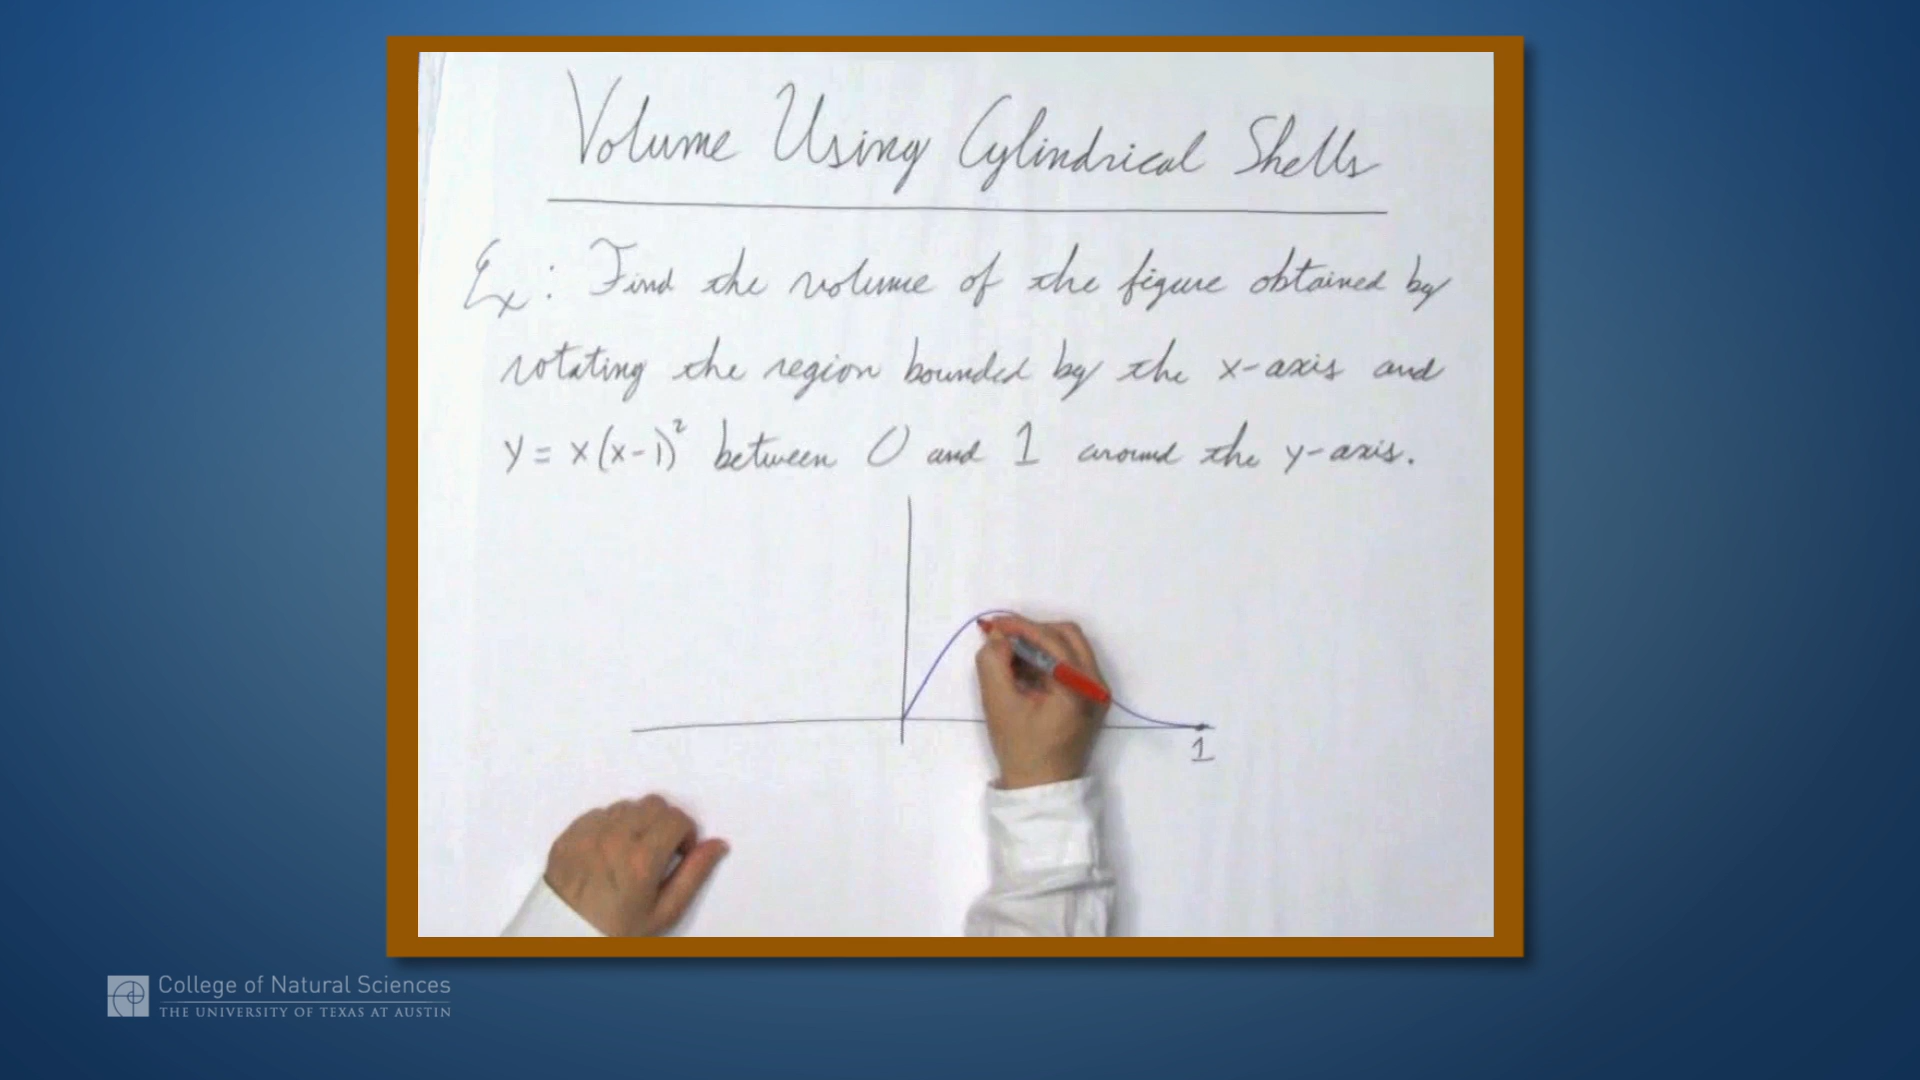 Volume Using Cylindrical Shells
Ex: Find the volume of the figure obtained by
rotating the region bounded by the x-axis and
y = x(x-1)² between 0 and 1 around the y-axis.
1
College of Natural Sciences
THE UNIVERSITY OF TEXAS AT AUSTIN